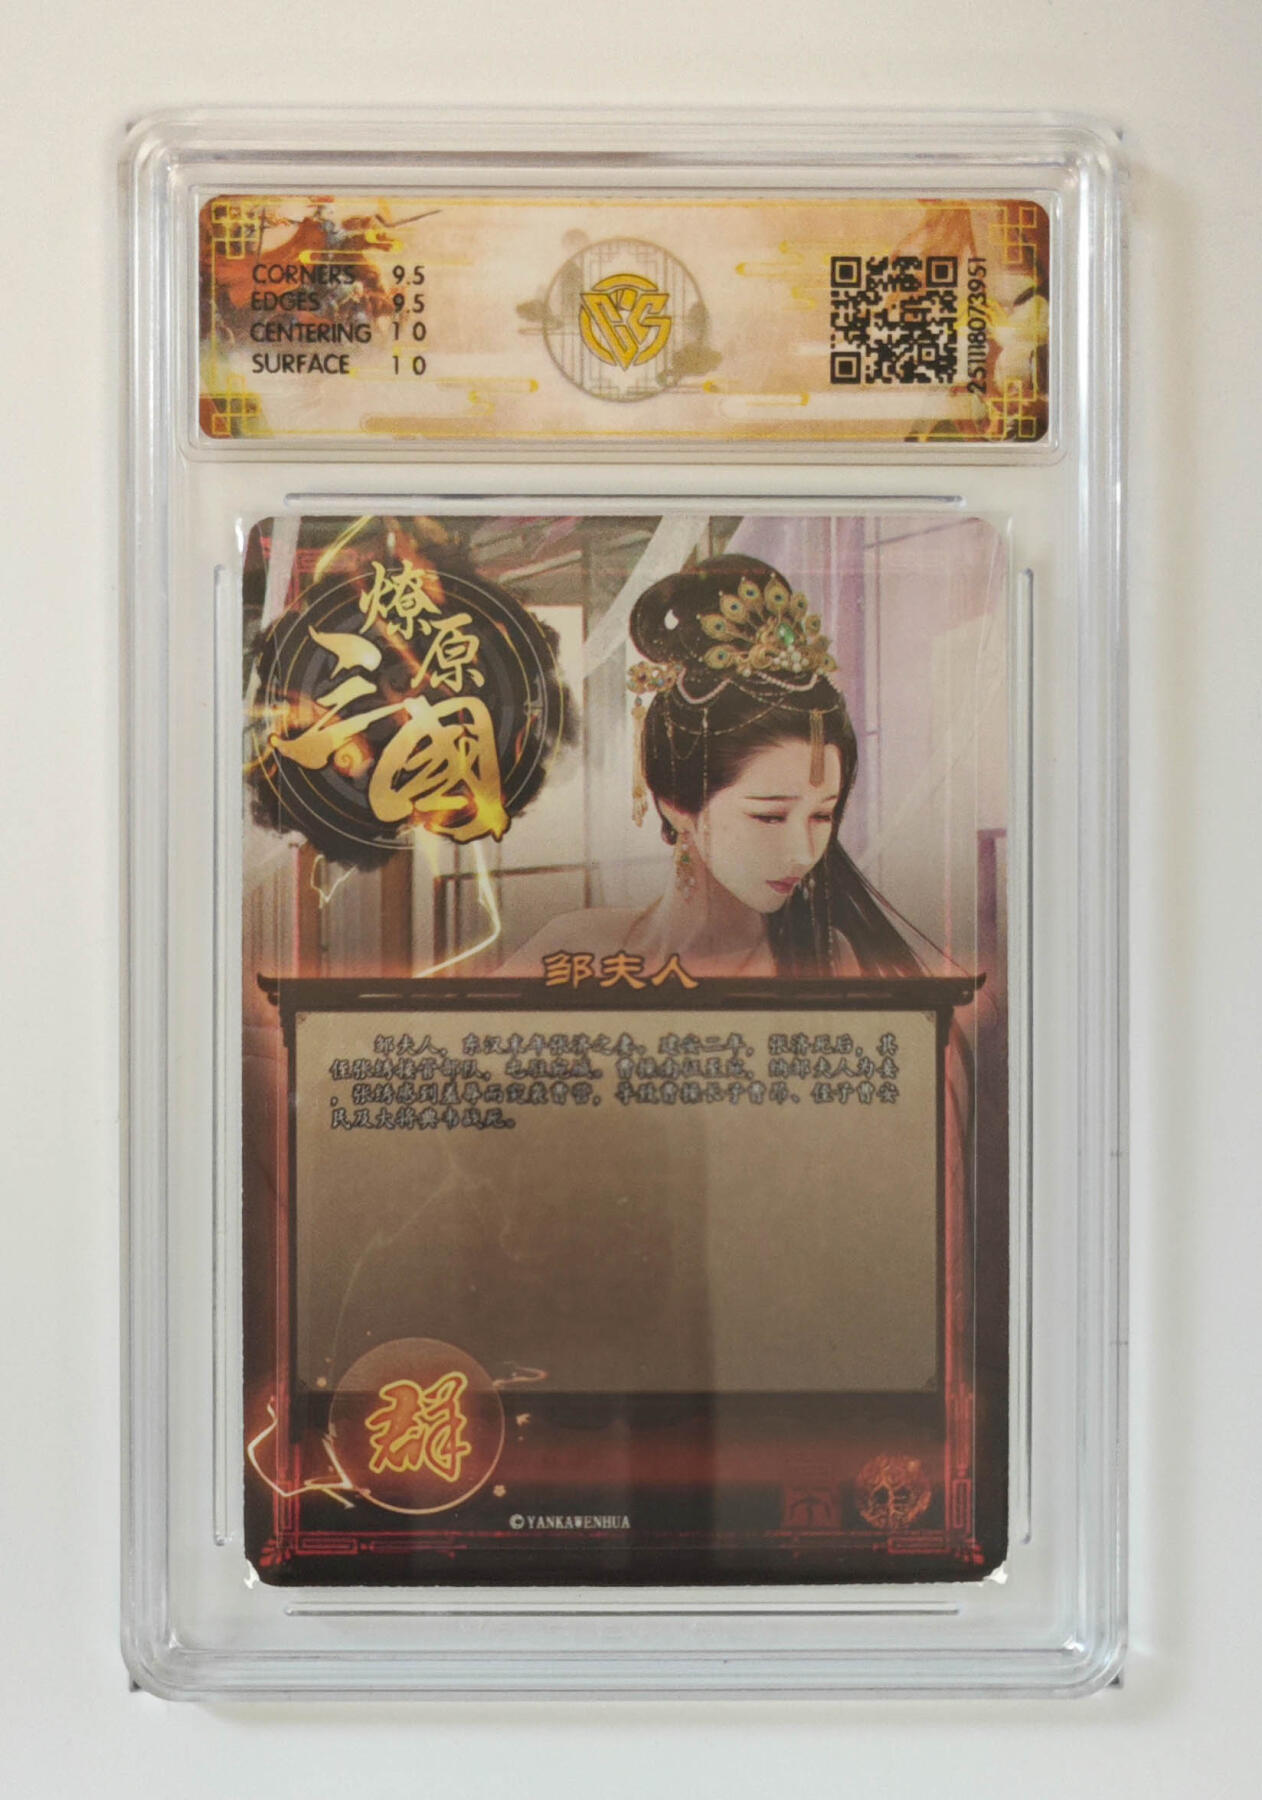 CORNERS 9.5
EDGES 9.5
CENTERING 10
SURFACE 10
251118073951
燎原
三國
邹夫人
邹夫人，东汉末年张济之妻。建安二年，张济死后，其
侄张绣接管部队，屯驻宛城。曹操南征至宛，纳邹夫人为妾
，张绣感到羞辱而突袭曹营，导致曹操长子曹昂、侄子曹安
民及大将典韦战死。
群
©YANKAWENHUA